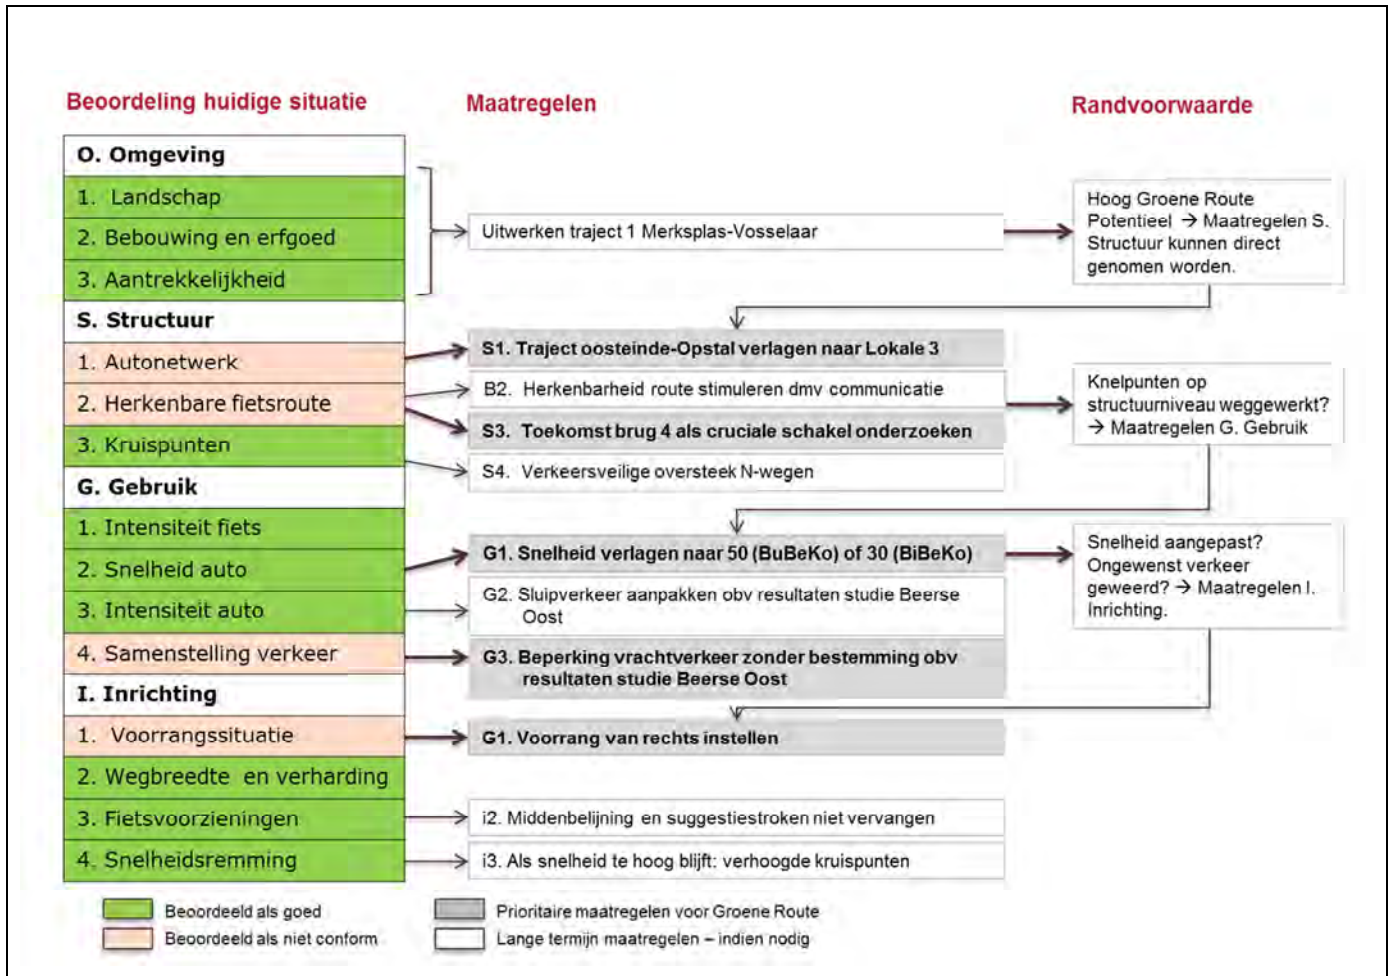 Beoordeling huidige situatie
O. Omgeving
1. Landschap
2. Bebouwing en erfgoed
3. Aantrekkelijkheid
S. Structuur
1. Autonetwerk
2. Herkenbare fietsroute
3. Kruispunten
G. Gebruik
1. Intensiteit fiets
2. Snelheid auto
3. Intensiteit auto
4. Samenstelling verkeer
I. Inrichting
1. Voorrangssituatie
2. Wegbreedte en verharding
3. Fietsvoorzieningen
4. Snelheidsremming
Maatregelen
Uitwerken traject 1 Merksplas-Vosselaar
S1. Traject oosteinde-Opstal verlagen naar Lokale 3
B2. Herkenbarheid route stimuleren dmv communicatie
S3. Toekomst brug 4 als cruciale schakel onderzoeken
S4. Verkeersveilige oversteek N-wegen
G1. Snelheid verlagen naar 50 (BuBeKo) of 30 (BiBeKo)
G2. Sluipverkeer aanpakken obv resultaten studie Beerse
Oost
G3. Beperking vrachtverkeer zonder bestemming obv
resultaten studie Beerse Oost
G1. Voorrang van rechts instellen
i2. Middenbelijning en suggestiestroken niet vervangen
i3. Als snelheid te hoog blijft: verhoogde kruispunten
Randvoorwaarde
Hoog Groene Route
Potentieel → Maatregelen S.
Structuur kunnen direct
genomen worden.
Knelpunten op
structuurniveau weggewerkt?
→ Maatregelen G. Gebruik
Snelheid aangepast?
Ongewenst verkeer
geweerd? → Maatregelen I.
Inrichting.
Beoordeeld als goed
Beoordeeld als niet conform
Prioritaire maatregelen voor Groene Route
Lange termijn maatregelen – indien nodig